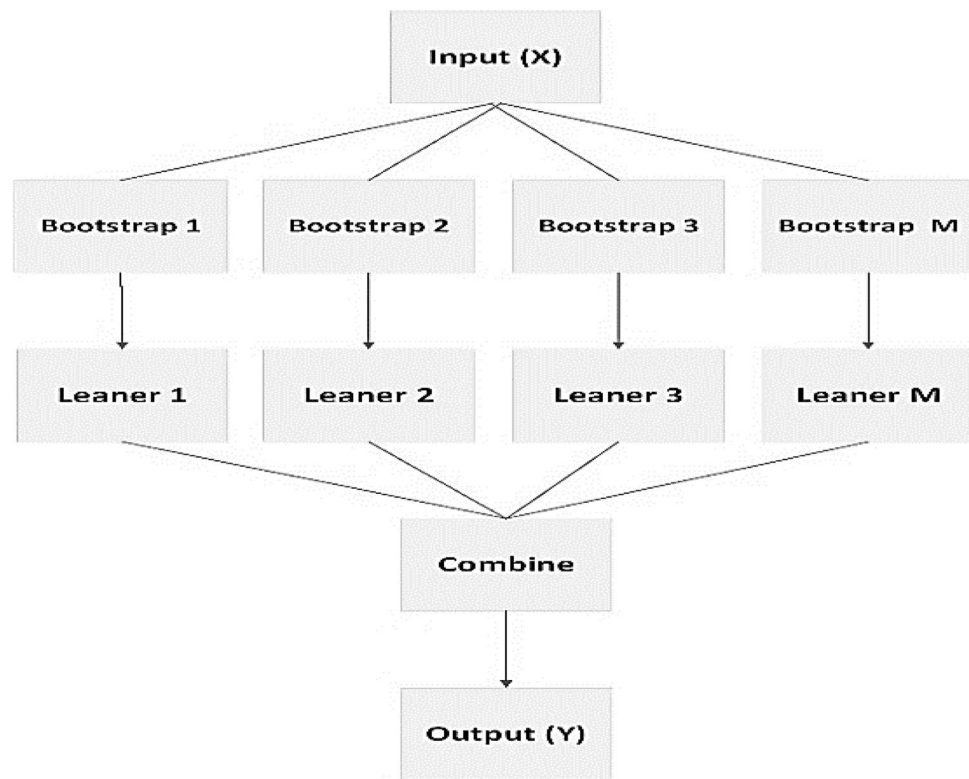 Input (X)
Bootstrap 1
Bootstrap 2
Bootstrap 3
Bootstrap M
Leaner 1
Leaner 2
Leaner 3
Leaner M
Combine
Output (Y)